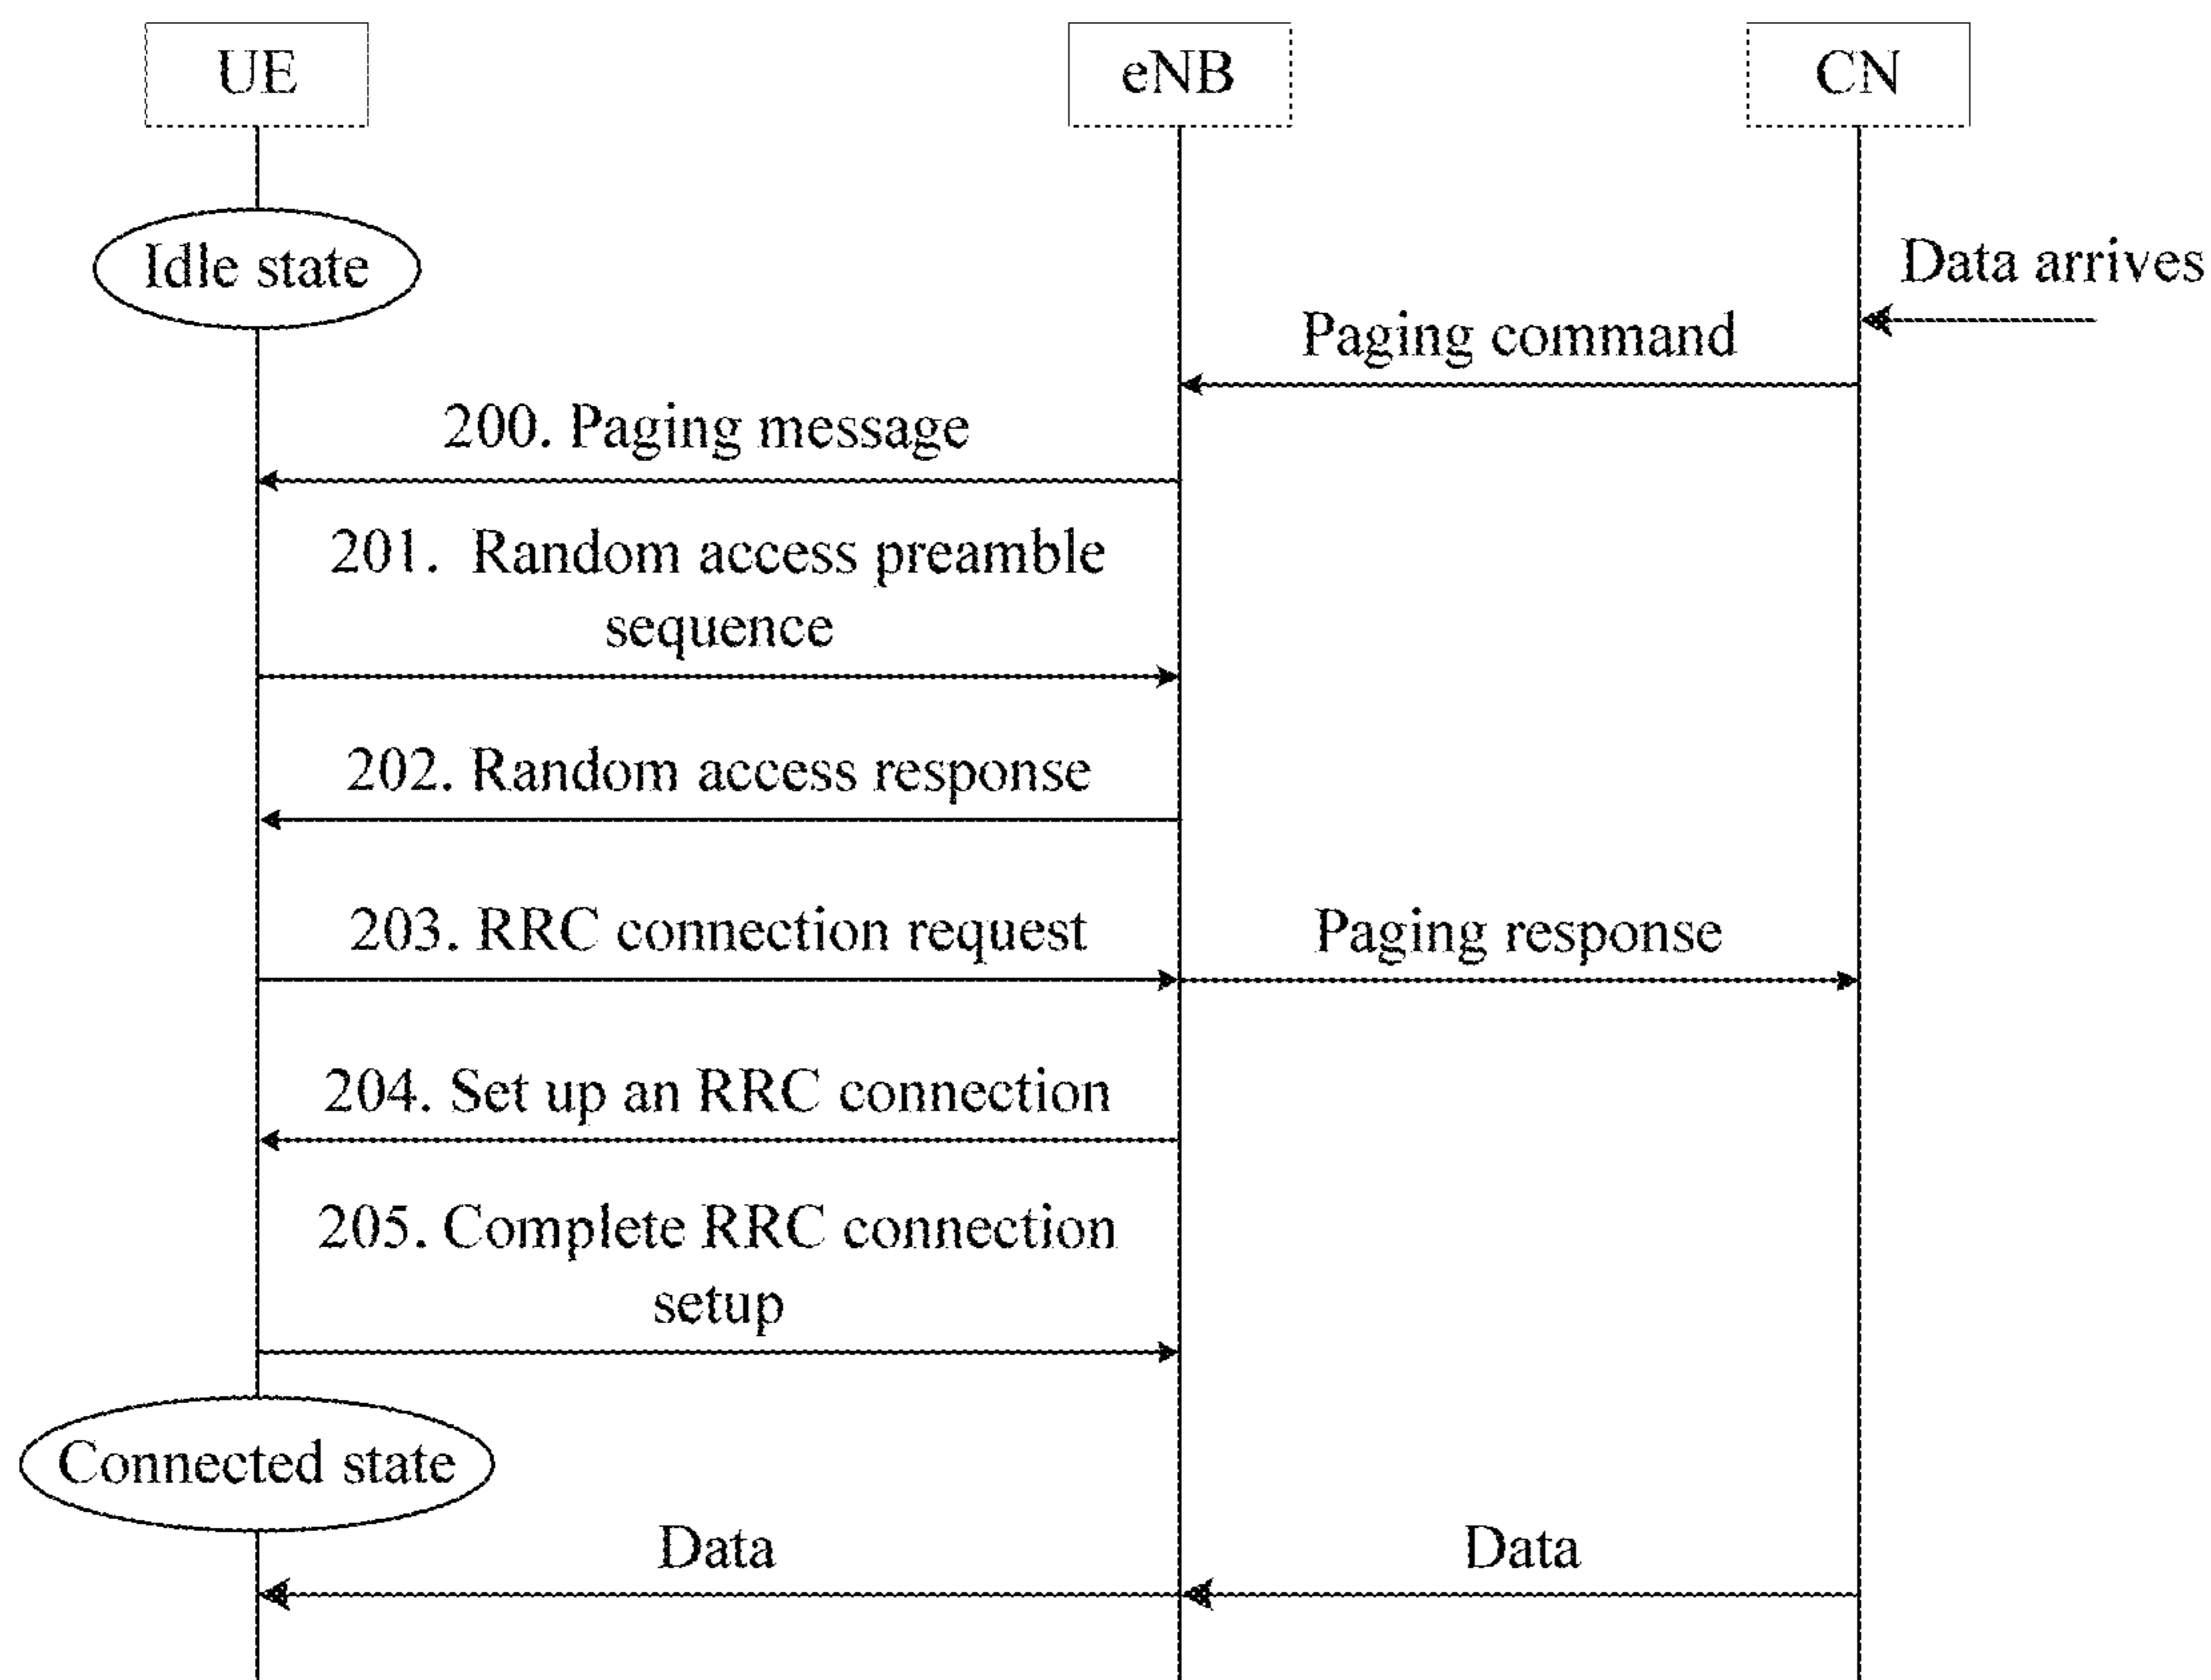 UE
eNB
CN
Idle state
Data arrives
Paging command
200. Paging message
201. Random access preamble
sequence
202. Random access response
203. RRC connection request
Paging response
204. Set up an RRC connection
205. Complete RRC connection
setup
Connected state
Data
Data